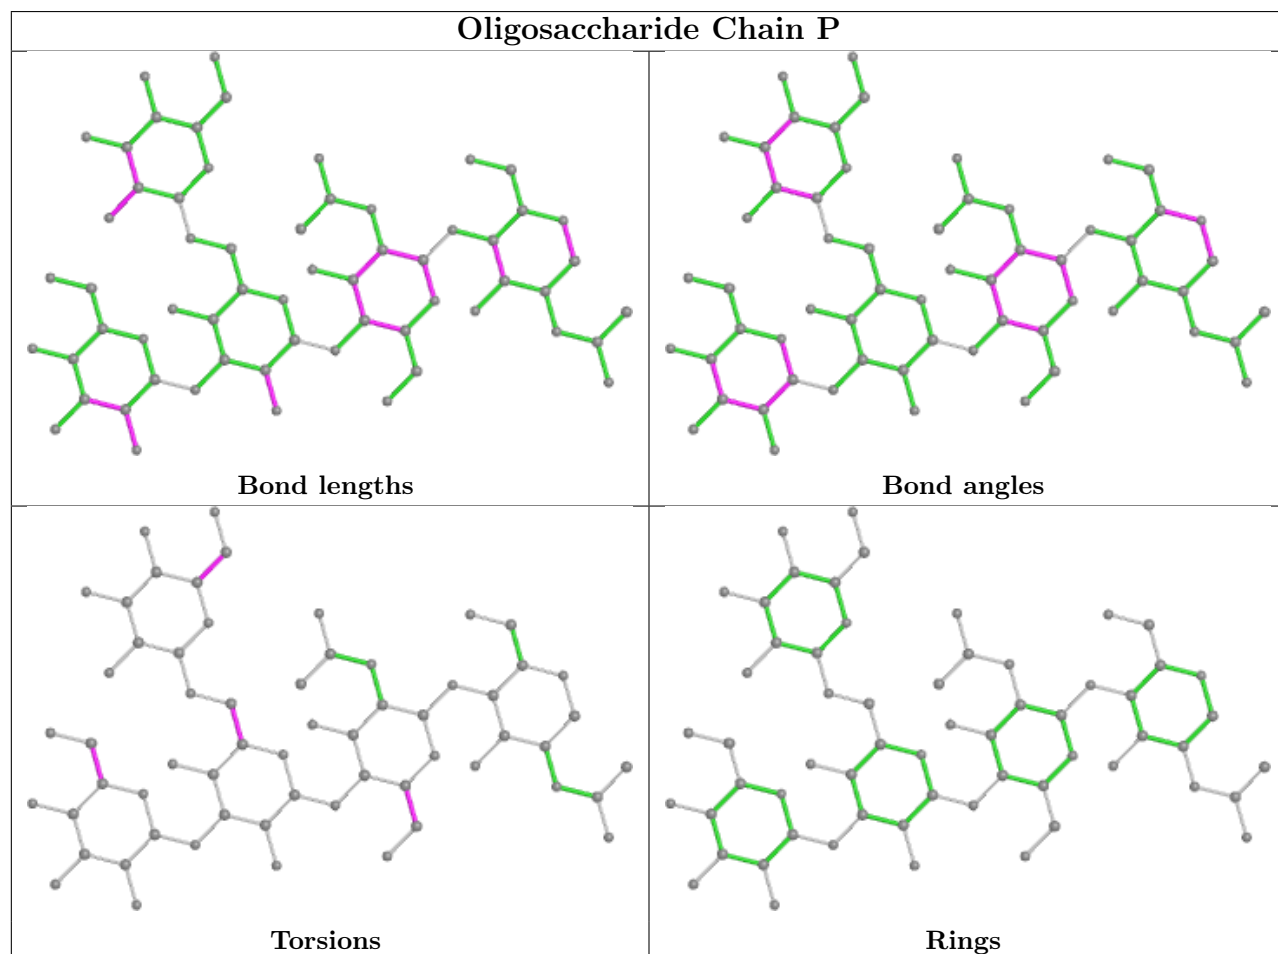 Oligosaccharide Chain P
Bond lengths
Bond angles
Torsions
Rings